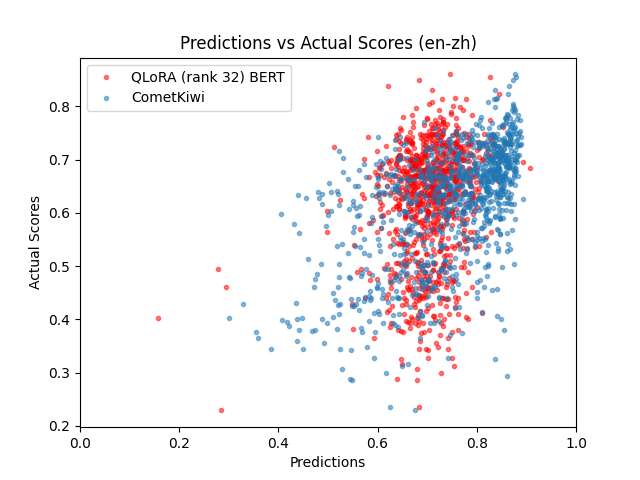 Predictions vs Actual Scores (en-zh)
QLoRA (rank 32) BERT
CometKiwi
Actual Scores
0.8
0.7
0.6
0.5
0.4
0.3
0.2
0.0 0.2 0.4 0.6 0.8 1.0
Predictions